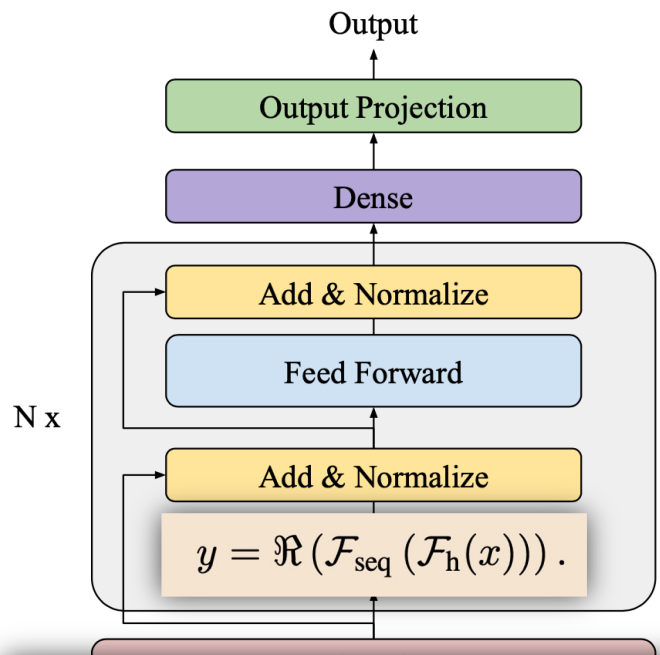 Output
Output Projection
Dense
Add & Normalize
Feed Forward
N x
Add & Normalize
y = ℜ (ℱ_seq (ℱ_h(x))) .